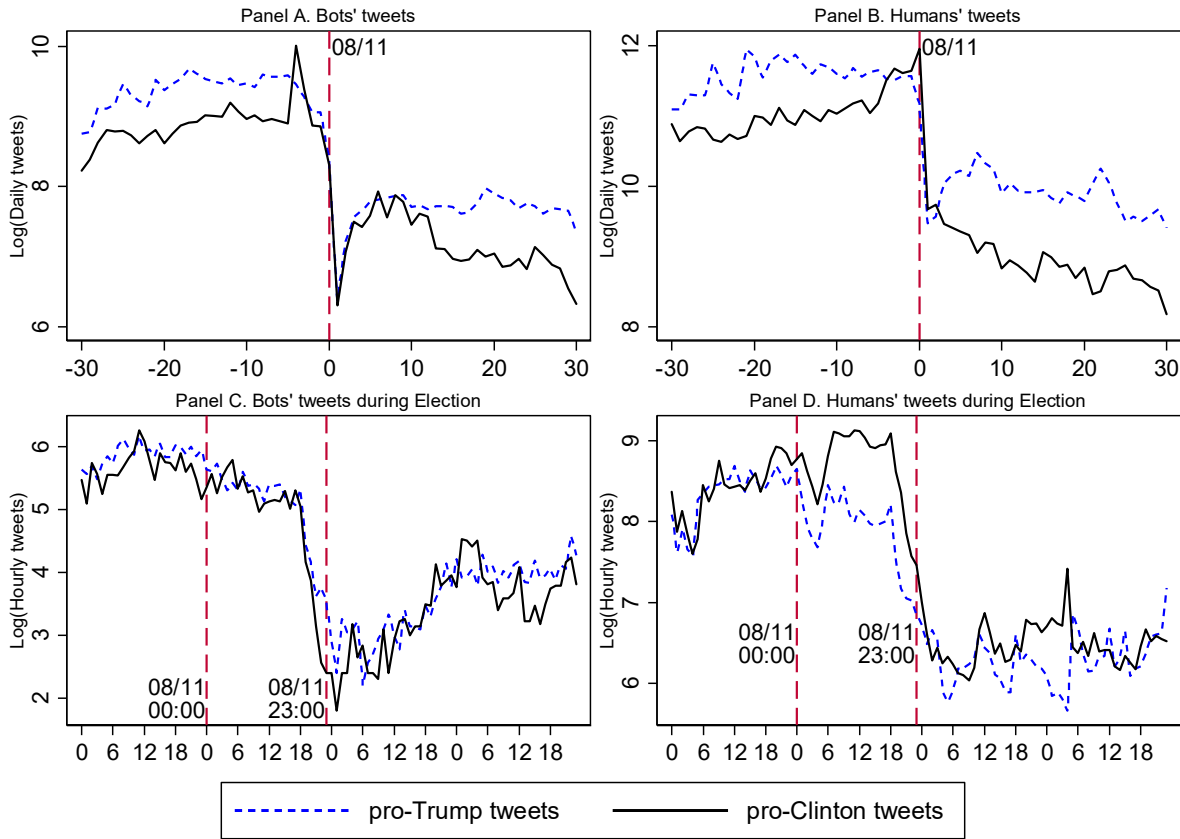 Panel A. Bots' tweets
Log(Daily tweets)
10
8
6
08/11
-30 -20 -10 0 10 20 30
Panel B. Humans' tweets
Log(Daily tweets)
12
10
8
08/11
-30 -20 -10 0 10 20 30
Panel C. Bots' tweets during Election
Log(Hourly tweets)
6
5
4
3
2
08/11
00:00
08/11
23:00
0 6 12 18 0 6 12 18 0 6 12 18 0 6 12 18
Panel D. Humans' tweets during Election
Log(Hourly tweets)
9
8
7
6
08/11
00:00
08/11
23:00
0 6 12 18 0 6 12 18 0 6 12 18 0 6 12 18
pro-Trump tweets
pro-Clinton tweets